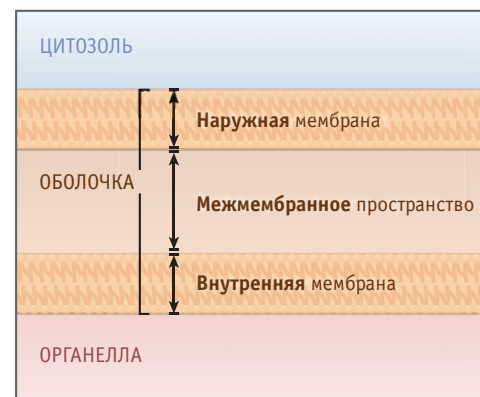 ЦИТОЗОЛЬ
Наружная мембрана
ОБОЛОЧКА
Межмембранное пространство
Внутренняя мембрана
ОРГАНЕЛЛА